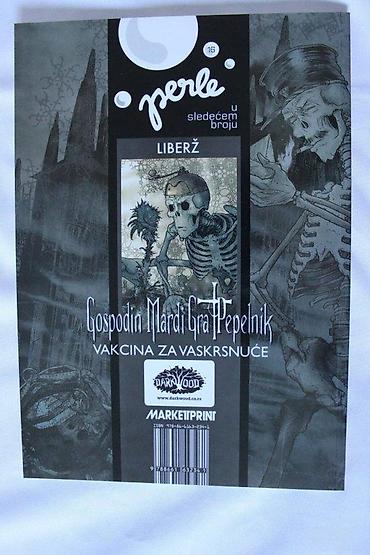 16
perle
u
sledećem
broju
LIBERŽ
Gospodin Mardi Gra Pepelnik
VAKCINA ZA VASKRSNUĆE
DARKWOOD
www.darkwood.co.rs
MARKETPRINT